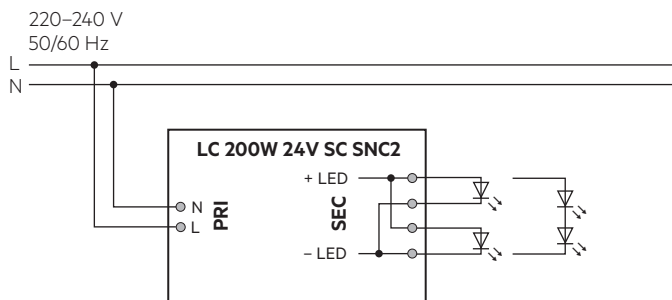 220–240 V
50/60 Hz
L
N
LC 200W 24V SC SNC2
+ LED
N
L
PRI
SEC
– LED